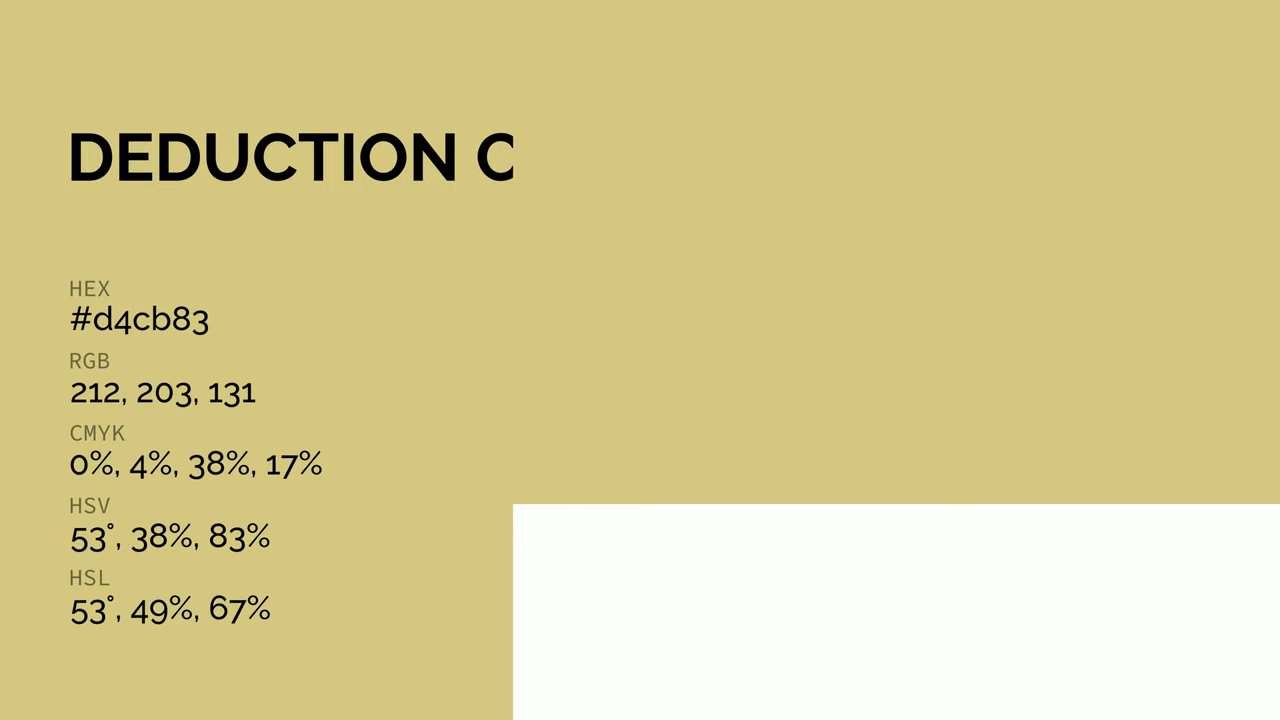 DEDUCTION
HEX
#d4cb83
RGB
212, 203, 131
CMYK
0%, 4%, 38%, 17%
HSV
53°, 38%, 83%
HSL
53°, 49%, 67%